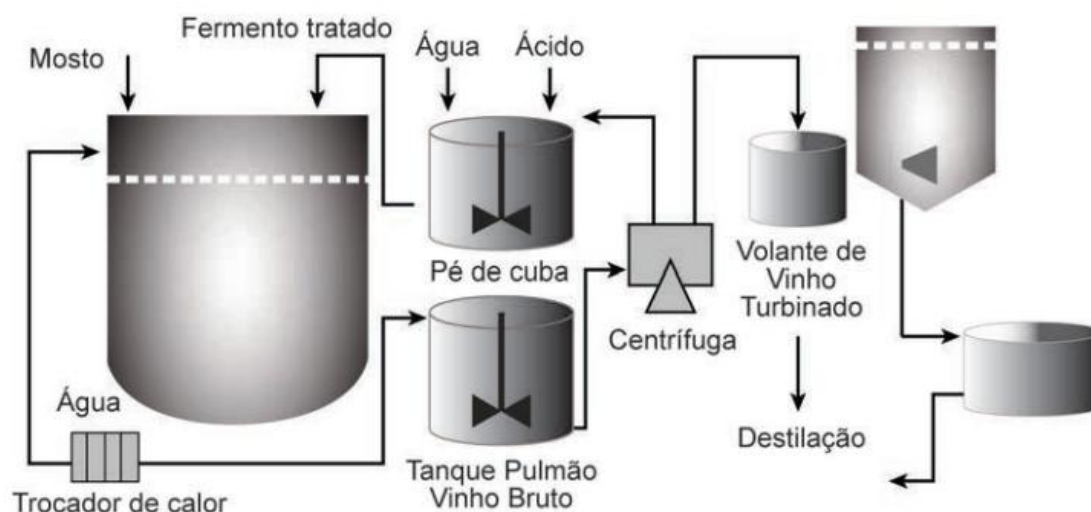 Fermento tratado
Mosto
Água
Ácido
Pé de cuba
Volante de
Vinho
Turbinado
Centrífuga
Água
Destilação
Tanque Pulmão
Vinho Bruto
Trocador de calor